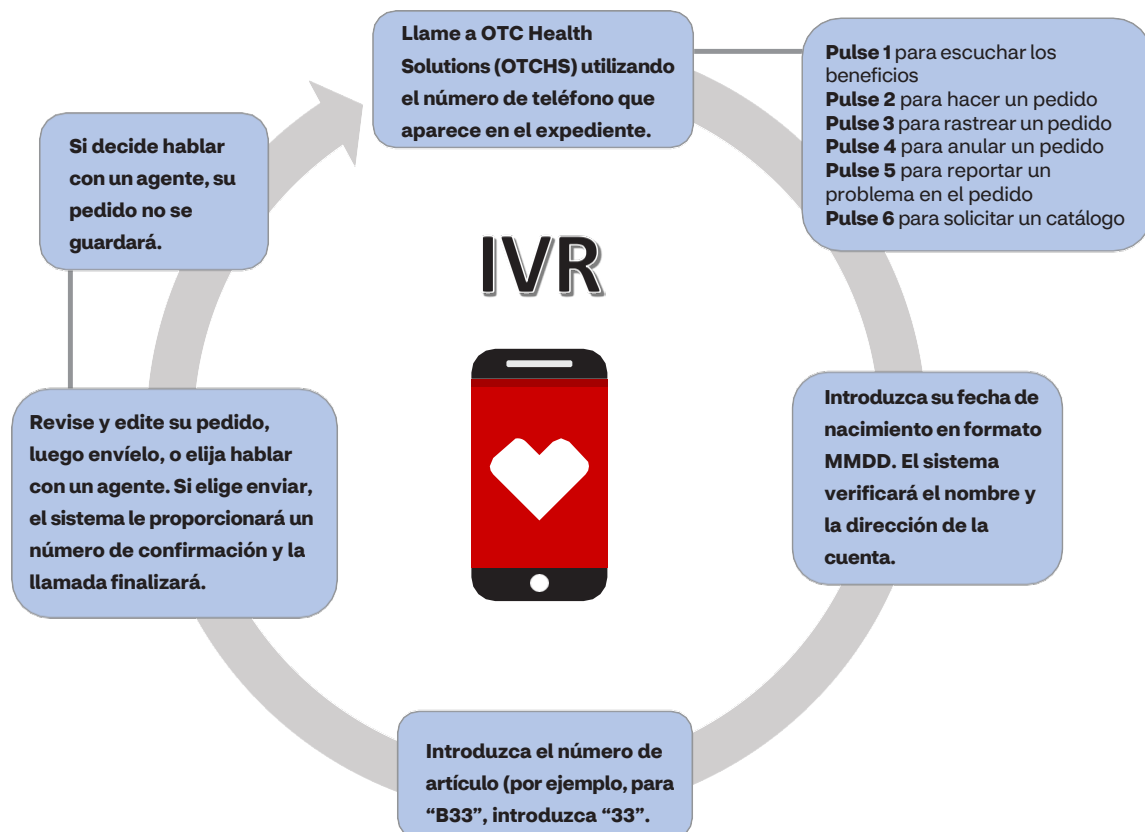 Llame a OTC Health
Solutions (OTCHS) utilizando
el número de teléfono que
aparece en el expediente.
Pulse 1 para escuchar los
beneficios
Pulse 2 para hacer un pedido
Pulse 3 para rastrear un pedido
Pulse 4 para anular un pedido
Pulse 5 para reportar un
problema en el pedido
Pulse 6 para solicitar un catálogo
Introduzca su fecha de
nacimiento en formato
MMDD. El sistema
verificará el nombre y
la dirección de la
cuenta.
Introduzca el número de
artículo (por ejemplo, para
“B33”, introduzca “33”.
Revise y edite su pedido,
luego envíelo, o elija hablar
con un agente. Si elige enviar,
el sistema le proporcionará un
número de confirmación y la
llamada finalizará.
Si decide hablar
con un agente, su
pedido no se
guardará.
IVR